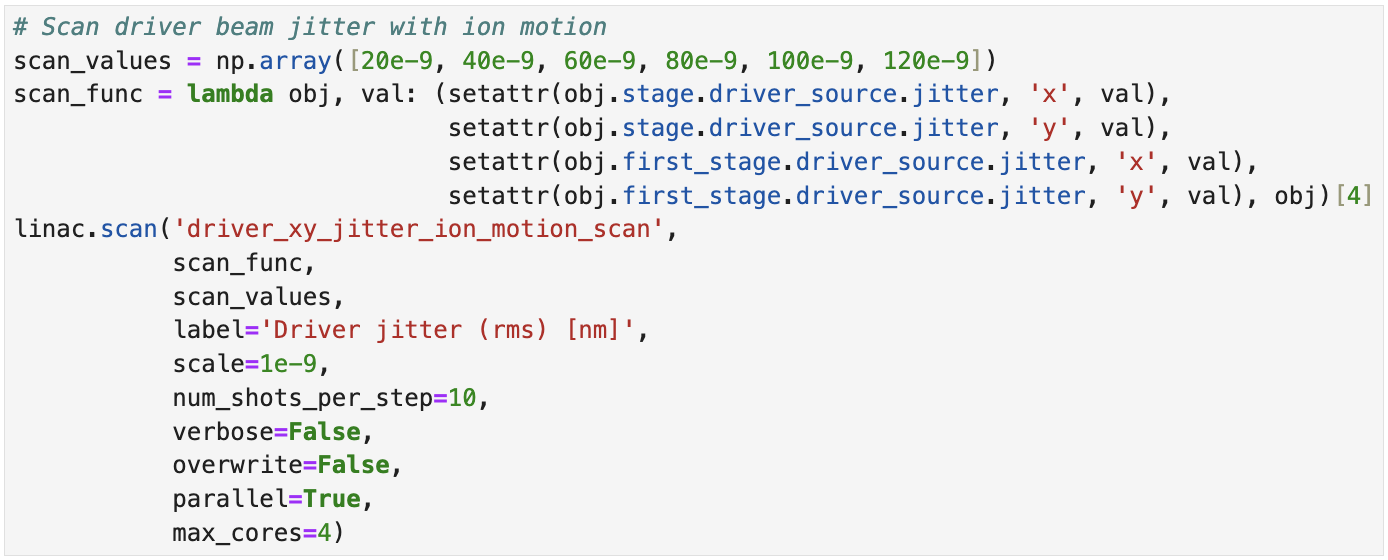 # Scan driver beam jitter with ion motion
scan_values = np.array([20e-9, 40e-9, 60e-9, 80e-9, 100e-9, 120e-9])
scan_func = lambda obj, val: (setattr(obj.stage.driver_source.jitter, 'x', val),
                              setattr(obj.stage.driver_source.jitter, 'y', val),
                              setattr(obj.first_stage.driver_source.jitter, 'x', val),
                              setattr(obj.first_stage.driver_source.jitter, 'y', val), obj)[4]
linac.scan('driver_xy_jitter_ion_motion_scan',
           scan_func,
           scan_values,
           label='Driver jitter (rms) [nm]',
           scale=1e-9,
           num_shots_per_step=10,
           verbose=False,
           overwrite=False,
           parallel=True,
           max_cores=4)